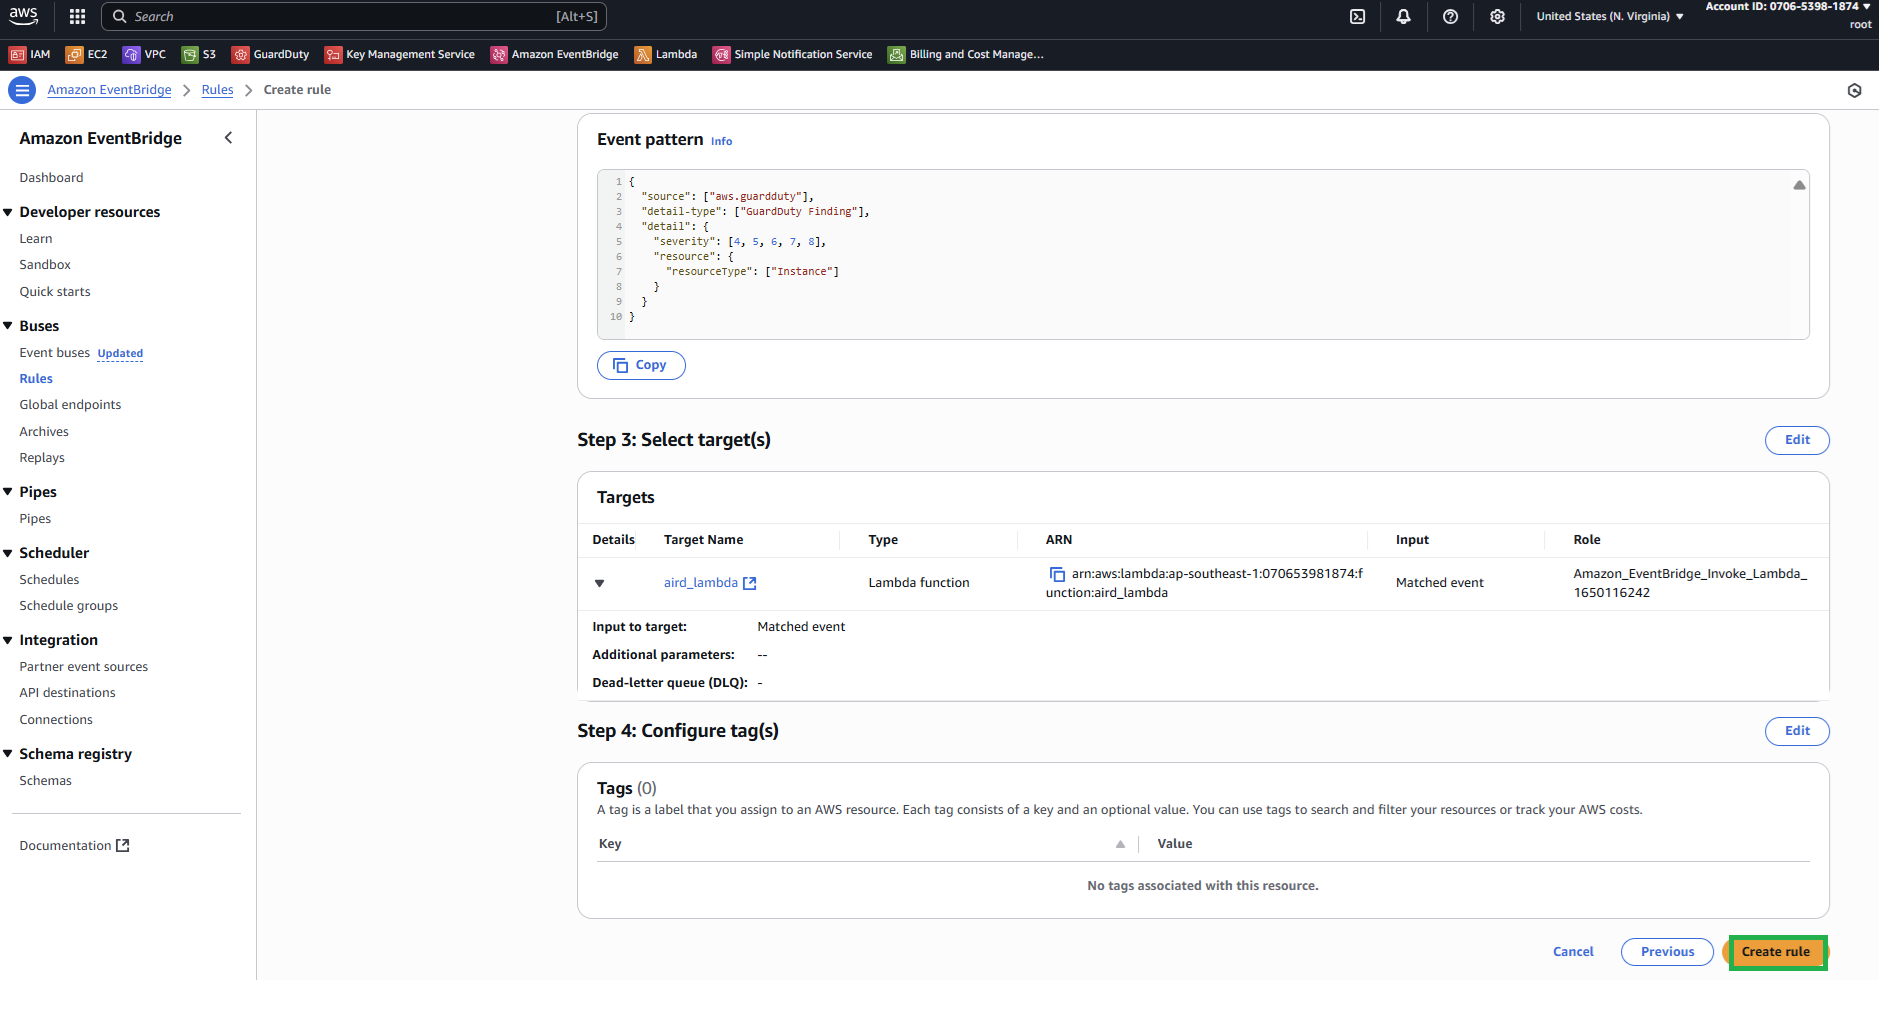 aws
Search
[Alt+S]
United States (N. Virginia)
Account ID: 0706-5398-1874
root
IAM
EC2
VPC
S3
GuardDuty
Key Management Service
Amazon EventBridge
Lambda
Simple Notification Service
Billing and Cost Manage...
Amazon EventBridge
Rules
Create rule
Amazon EventBridge
Dashboard
Developer resources
Learn
Sandbox
Quick starts
Buses
Event buses Updated
Rules
Global endpoints
Archives
Replays
Pipes
Pipes
Scheduler
Schedules
Schedule groups
Integration
Partner event sources
API destinations
Connections
Schema registry
Schemas
Documentation
Event pattern Info
1 {
2 "source": ["aws.guardduty"],
3 "detail-type": ["GuardDuty Finding"],
4 "detail": {
5 "severity": [4, 5, 6, 7, 8],
6 "resource": {
7 "resourceType": ["Instance"]
8 }
9 }
10 }
Copy
Step 3: Select target(s)
Edit
Targets
Details Target Name Type ARN Input Role
aird_lambda Lambda function arn:aws:lambda:ap-southeast-1:070653981874:f Matched event Amazon_EventBridge_Invoke_Lambda_
unction:aird_lambda 1650116242
Input to target: Matched event
Additional parameters: --
Dead-letter queue (DLQ): -
Step 4: Configure tag(s)
Edit
Tags (0)
A tag is a label that you assign to an AWS resource. Each tag consists of a key and an optional value. You can use tags to search and filter your resources or track your AWS costs.
Key Value
No tags associated with this resource.
Cancel
Previous
Create rule